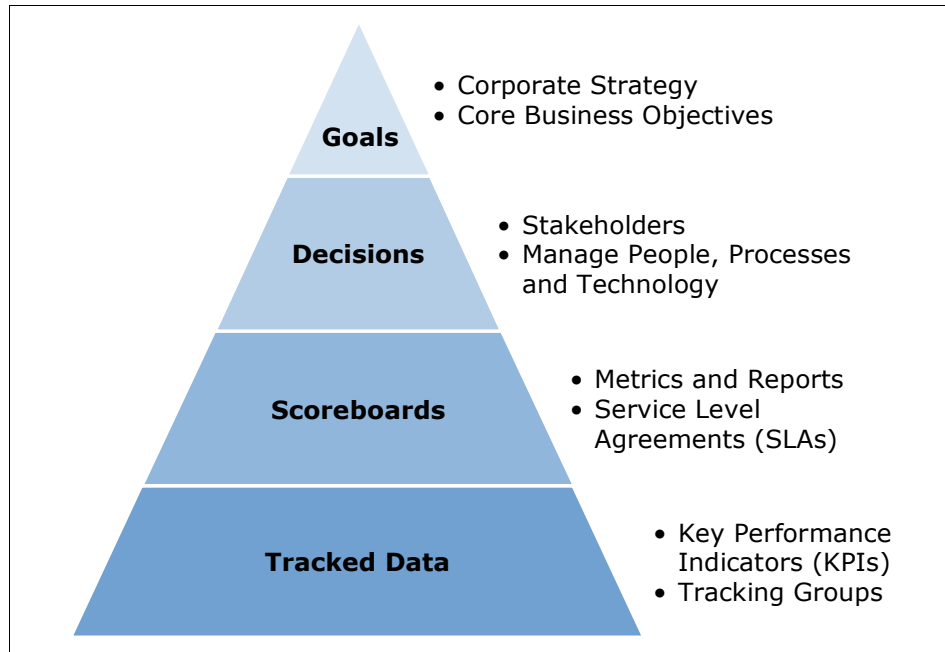 • Corporate Strategy
• Core Business Objectives
Goals
• Stakeholders
• Manage People, Processes
and Technology
Decisions
• Metrics and Reports
• Service Level
Agreements (SLAs)
Scoreboards
• Key Performance
Indicators (KPIs)
• Tracking Groups
Tracked Data